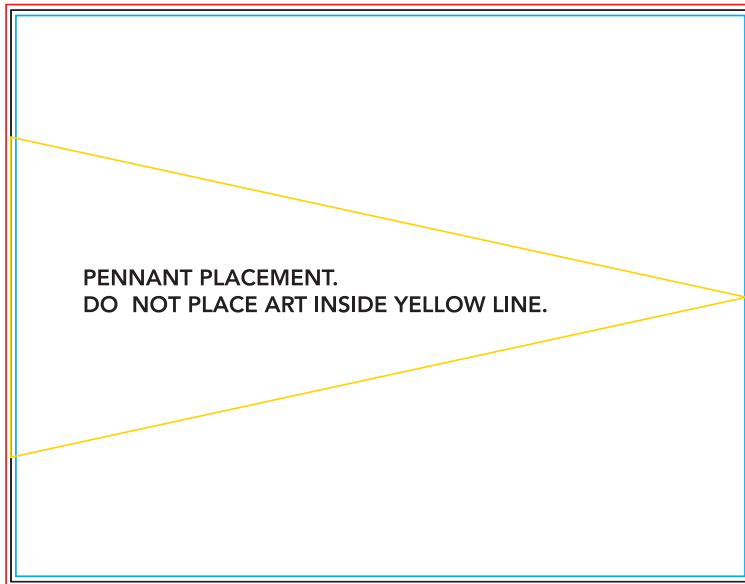 PENNANT PLACEMENT.
DO  NOT PLACE ART INSIDE YELLOW LINE.